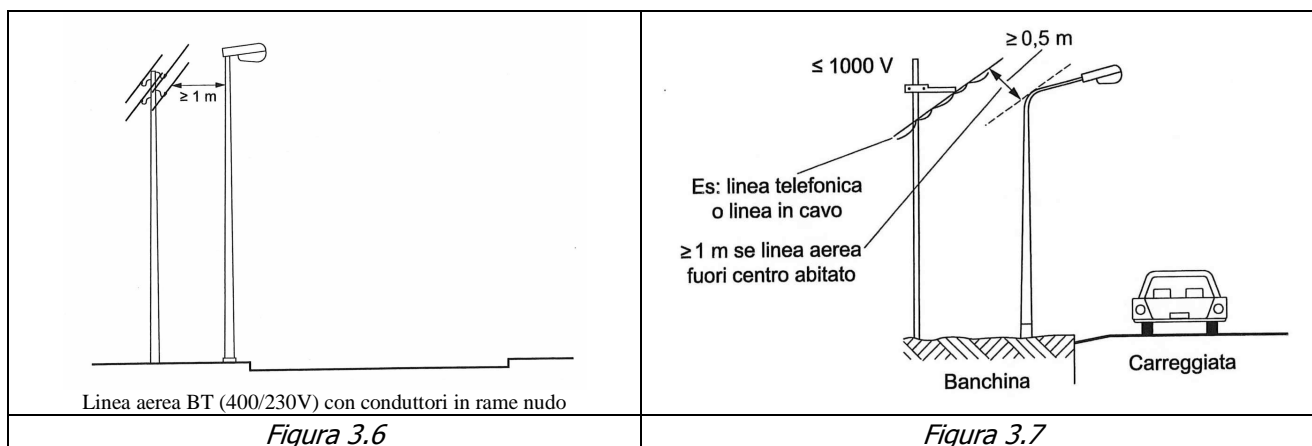 ≥ 1 m
Linea aerea BT (400/230V) con conduttori in rame nudo
Figura 3.6
≥ 0,5 m
≤ 1000 V
Es: linea telefonica
o linea in cavo
≥ 1 m se linea aerea
fuori centro abitato
Banchina
Carreggiata
Figura 3.7